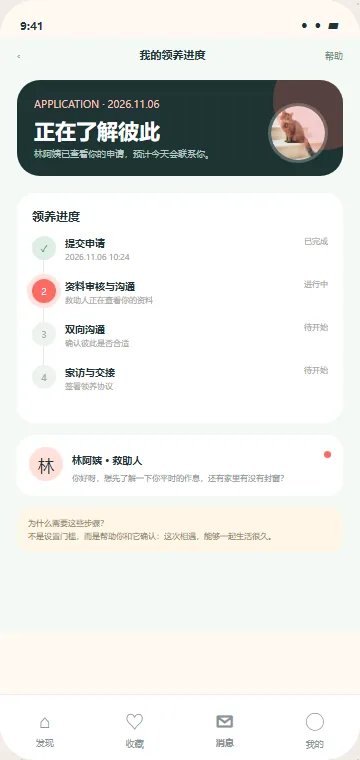 9:41
‹ 我的领养进度 帮助
APPLICATION · 2026.11.06
正在了解彼此
林阿姨已查看你的申请，预计今天会联系你。
领养进度
✓ 提交申请 已完成
2026.11.06 10:24
2 资料审核与沟通 进行中
救助人正在查看你的资料
3 双向沟通 待开始
确认彼此是否合适
4 家访与交接 待开始
签署领养协议
林 林阿姨 • 救助人
你好呀，想先了解一下你平时的作息，还有家里有没有封窗？
为什么需要这些步骤？
不是设置门槛，而是帮助你和它确认：这次相遇，能够一起生活很久。
发现 收藏 消息 我的